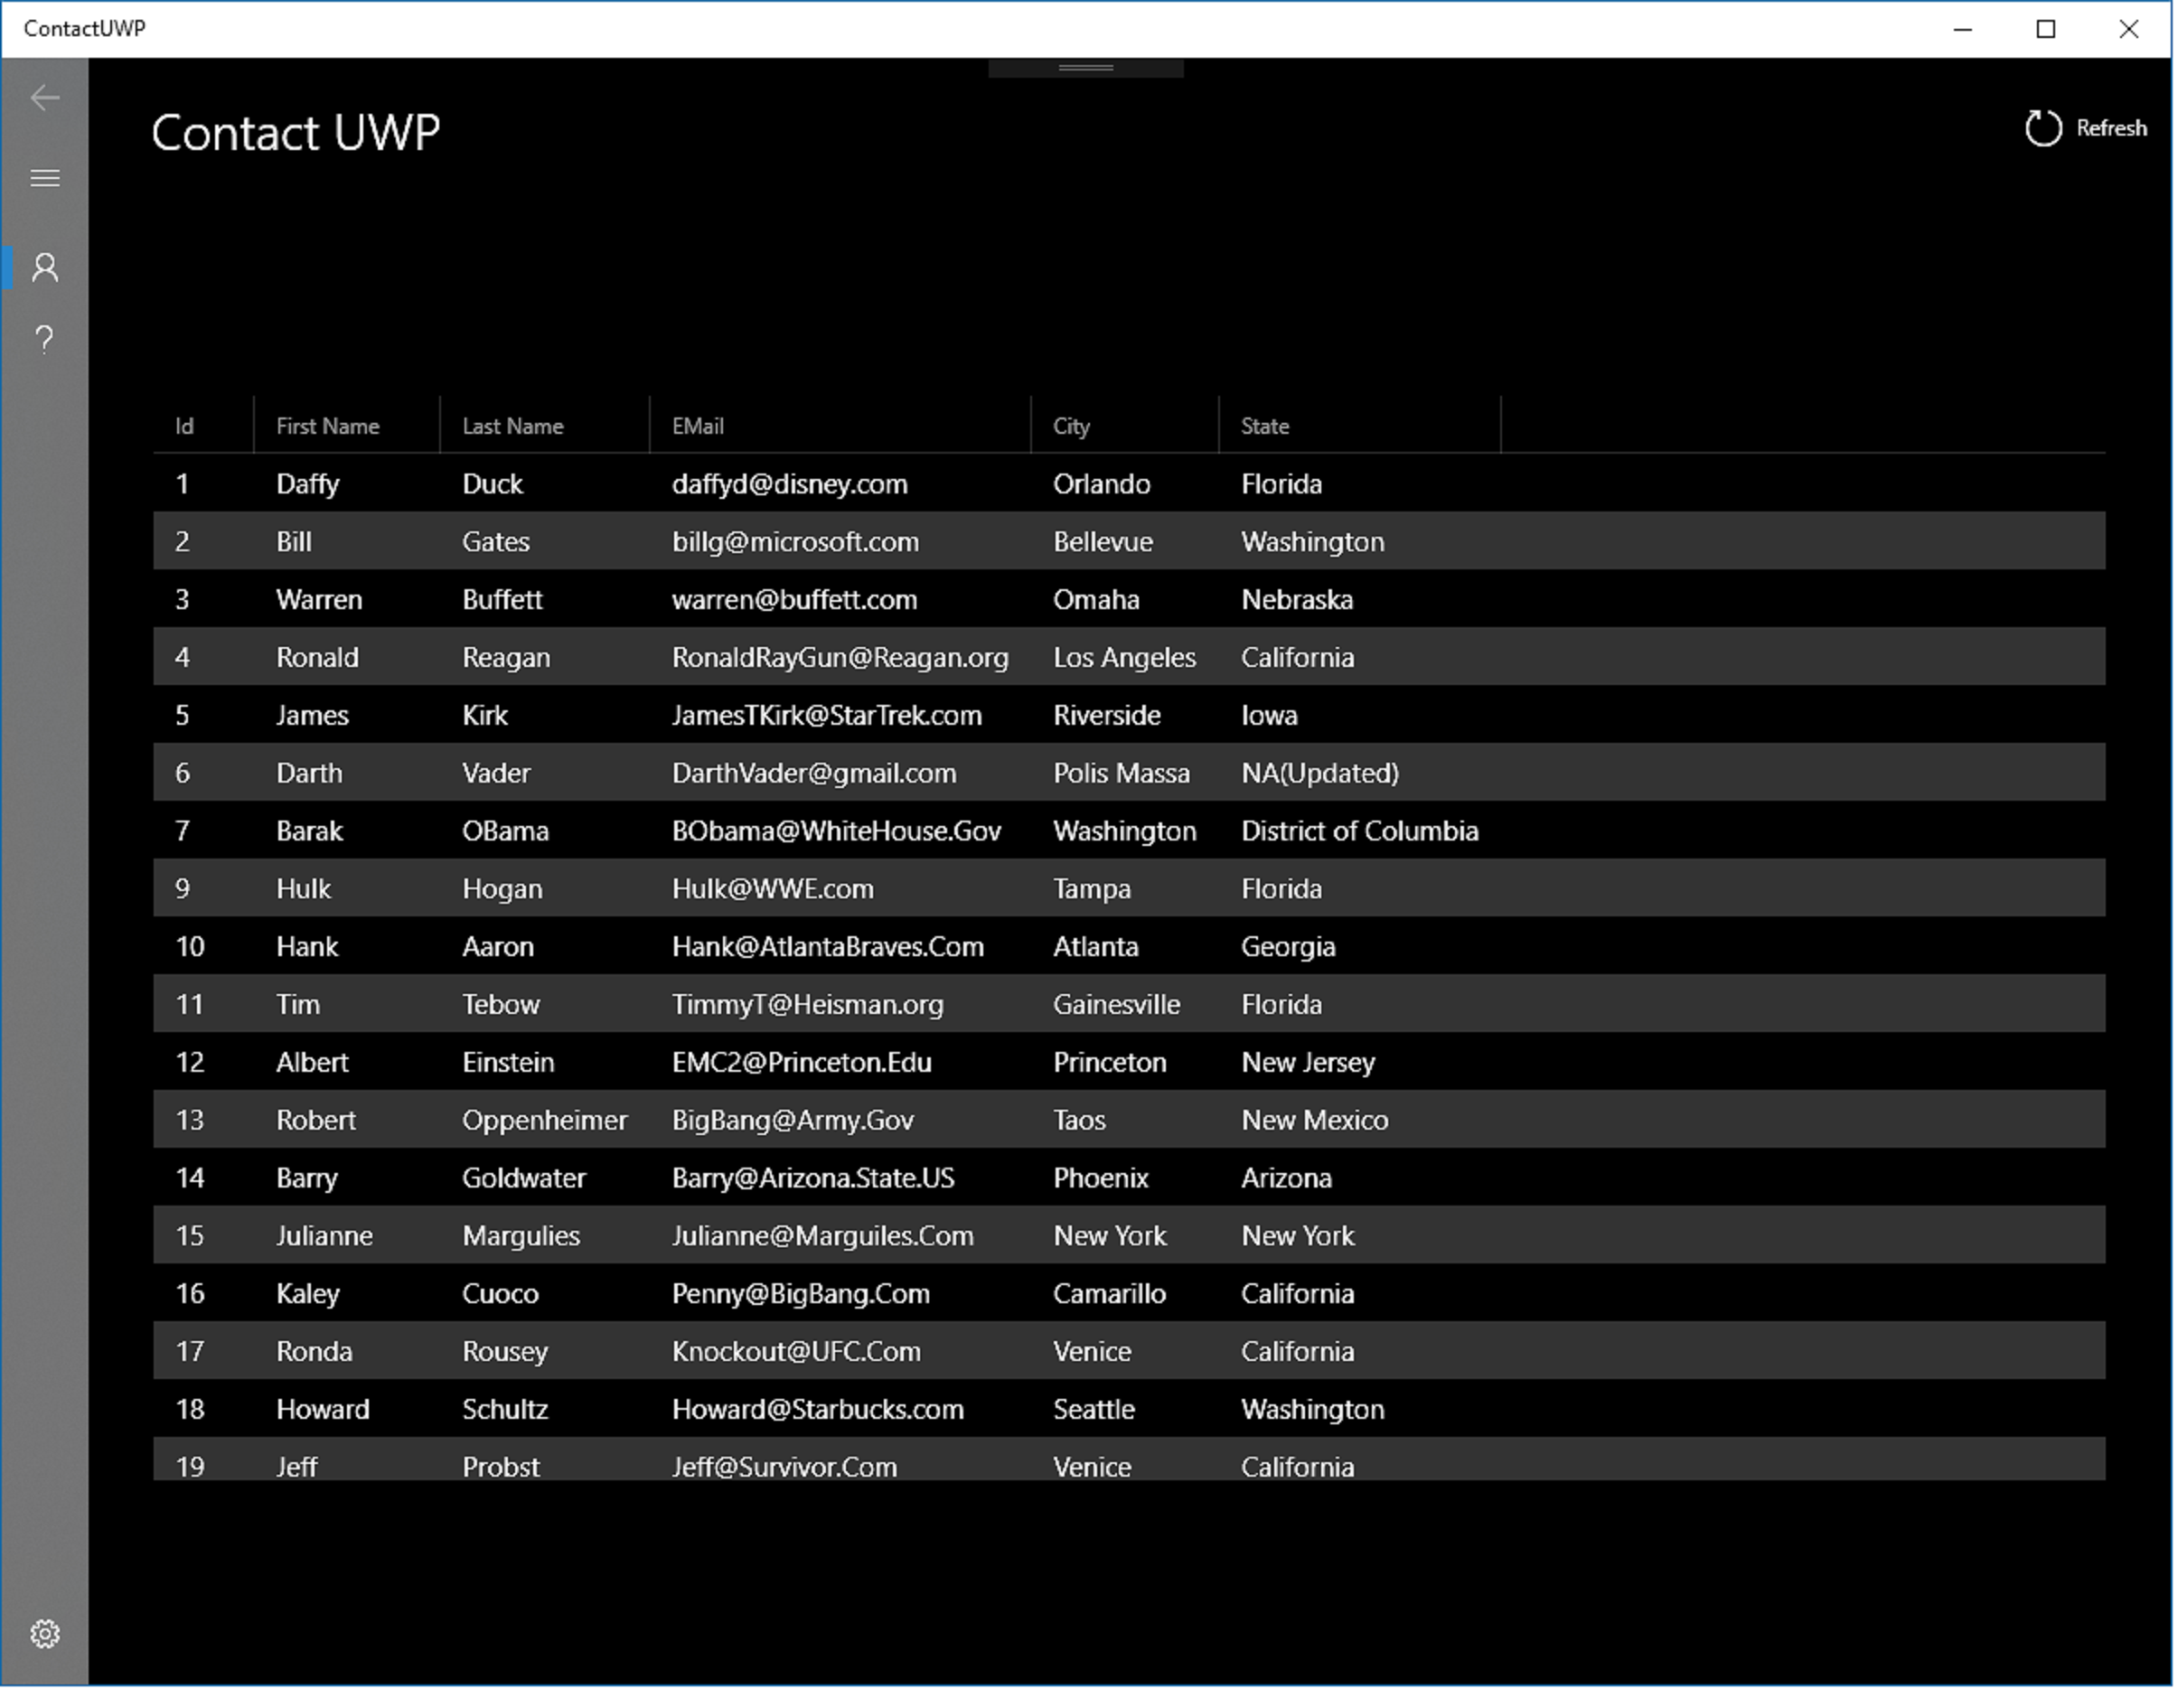 ContactUWP
Contact UWP
Refresh
Id First Name Last Name EMail City State
1 Daffy Duck daffyd@disney.com Orlando Florida
2 Bill Gates billg@microsoft.com Bellevue Washington
3 Warren Buffett warren@buffett.com Omaha Nebraska
4 Ronald Reagan RonaldRayGun@Reagan.org Los Angeles California
5 James Kirk JamesTKirk@StarTrek.com Riverside Iowa
6 Darth Vader DarthVader@gmail.com Polis Massa NA(Updated)
7 Barak OBama BObama@WhiteHouse.Gov Washington District of Columbia
9 Hulk Hogan Hulk@WWE.com Tampa Florida
10 Hank Aaron Hank@AtlantaBraves.Com Atlanta Georgia
11 Tim Tebow TimmyT@Heisman.org Gainesville Florida
12 Albert Einstein EMC2@Princeton.Edu Princeton New Jersey
13 Robert Oppenheimer BigBang@Army.Gov Taos New Mexico
14 Barry Goldwater Barry@Arizona.State.US Phoenix Arizona
15 Julianne Margulies Julianne@Marguiles.Com New York New York
16 Kaley Cuoco Penny@BigBang.Com Camarillo California
17 Ronda Rousey Knockout@UFC.Com Venice California
18 Howard Schultz Howard@Starbucks.com Seattle Washington
19 Jeff Probst Jeff@Survivor.Com Venice California